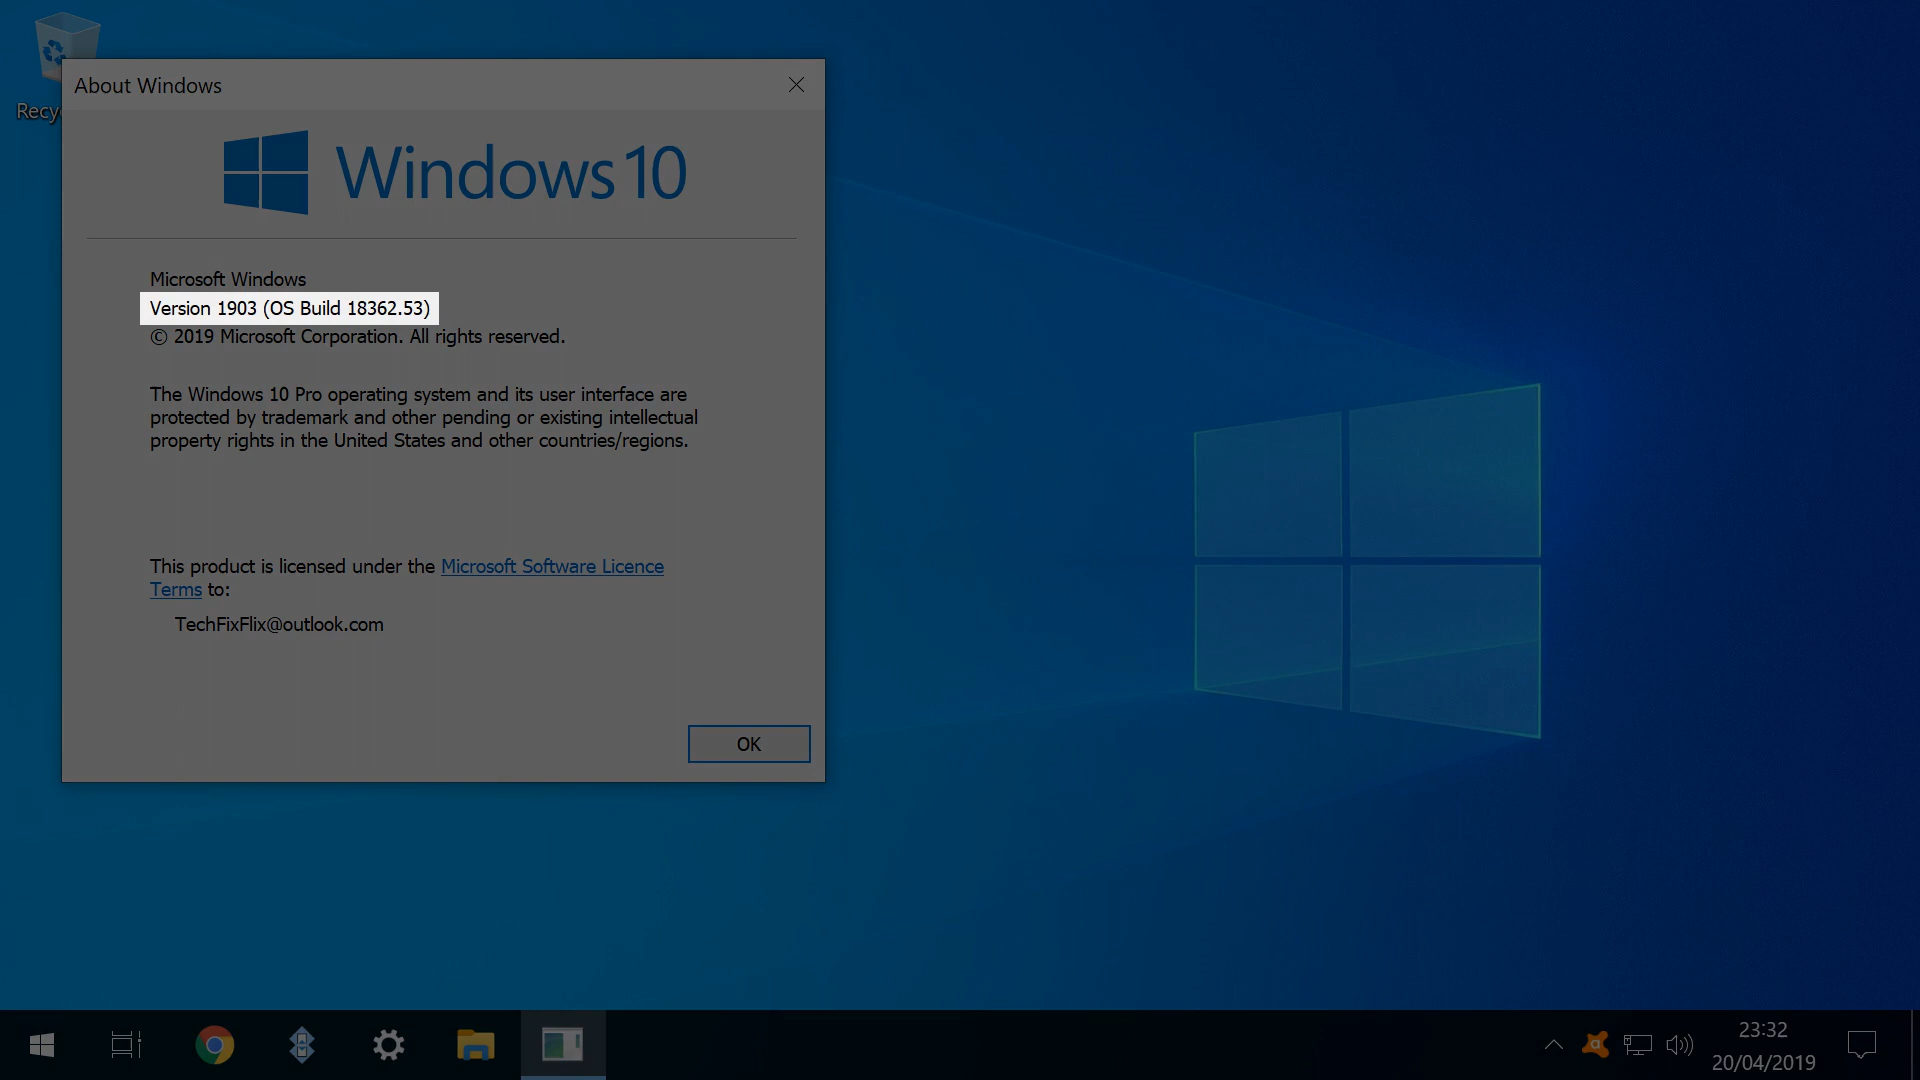 About Windows
Recy
Windows 10
Microsoft Windows
Version 1903 (OS Build 18362.53)
© 2019 Microsoft Corporation. All rights reserved.
The Windows 10 Pro operating system and its user interface are
protected by trademark and other pending or existing intellectual
property rights in the United States and other countries/regions.
This product is licensed under the Microsoft Software Licence
Terms to:
TechFixFlix@outlook.com
OK
23:32
20/04/2019